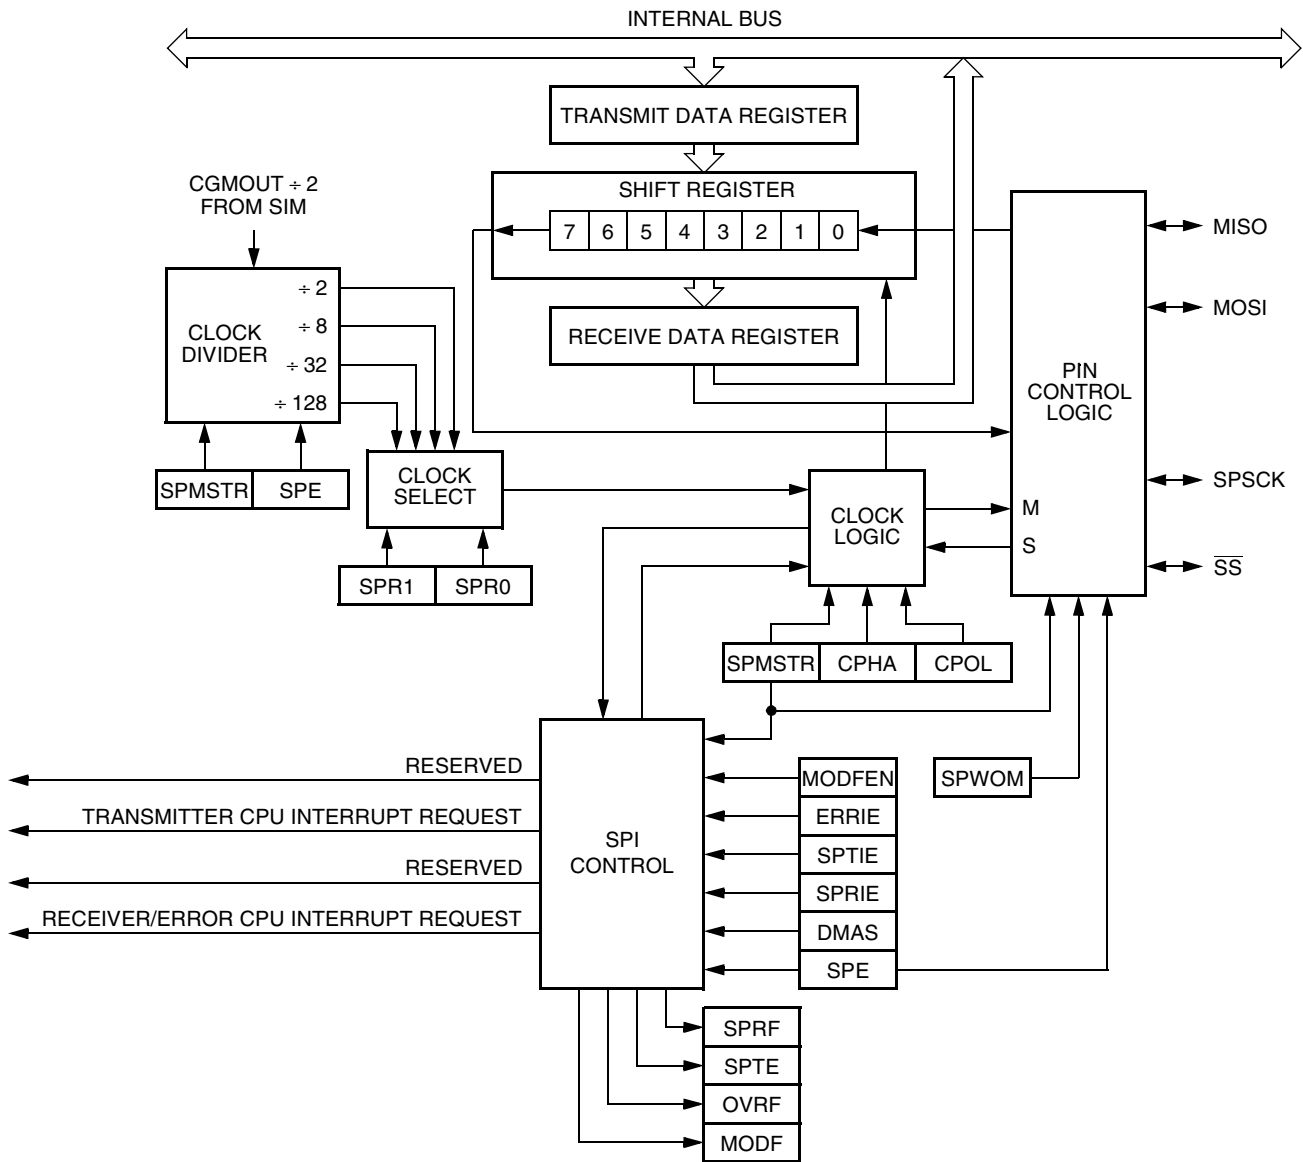 INTERNAL BUS
TRANSMIT DATA REGISTER
CGMOUT ÷ 2
FROM SIM
SHIFT REGISTER
7 6 5 4 3 2 1 0
MISO
÷ 2
÷ 8
÷ 32
÷ 128
CLOCK
DIVIDER
RECEIVE DATA REGISTER
MOSI
PIN
CONTROL
LOGIC
SPMSTR SPE
CLOCK
SELECT
SPR1 SPR0
CLOCK
LOGIC
M
S
SPSCK
S̅S̅
SPMSTR CPHA CPOL
RESERVED
TRANSMITTER CPU INTERRUPT REQUEST
RESERVED
RECEIVER/ERROR CPU INTERRUPT REQUEST
SPI
CONTROL
MODFEN
ERRIE
SPTIE
SPRIE
DMAS
SPE
SPWOM
SPRF
SPTE
OVRF
MODF